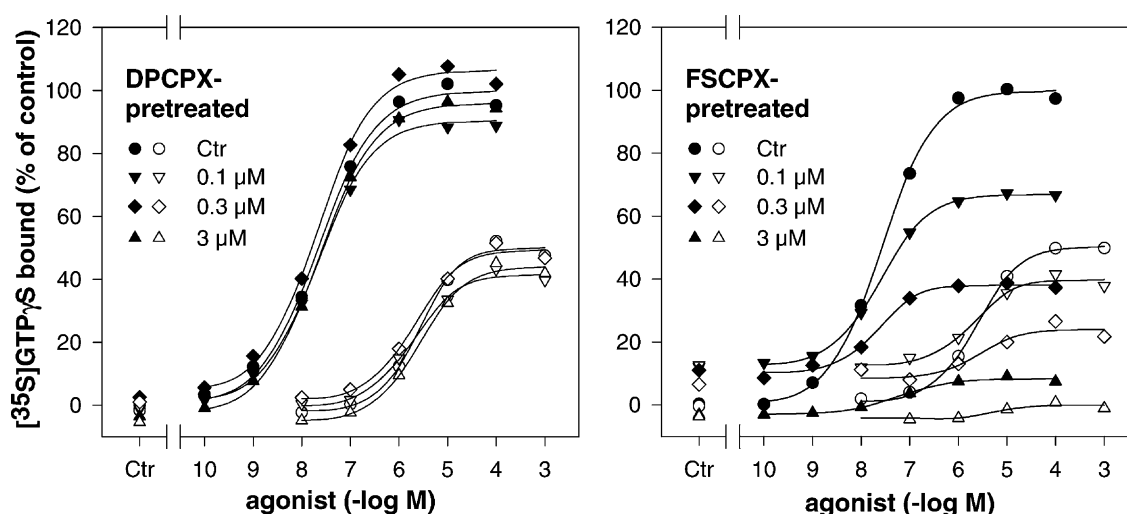 [35S]GTPγS bound (% of control)
120
100
80
60
40
20
0
DPCPX-
pretreated
Ctr
0.1 µM
0.3 µM
3 µM
Ctr 10 9 8 7 6 5 4 3
agonist (-log M)
120
100
80
60
40
20
0
FSCPX-
pretreated
Ctr
0.1 µM
0.3 µM
3 µM
Ctr 10 9 8 7 6 5 4 3
agonist (-log M)